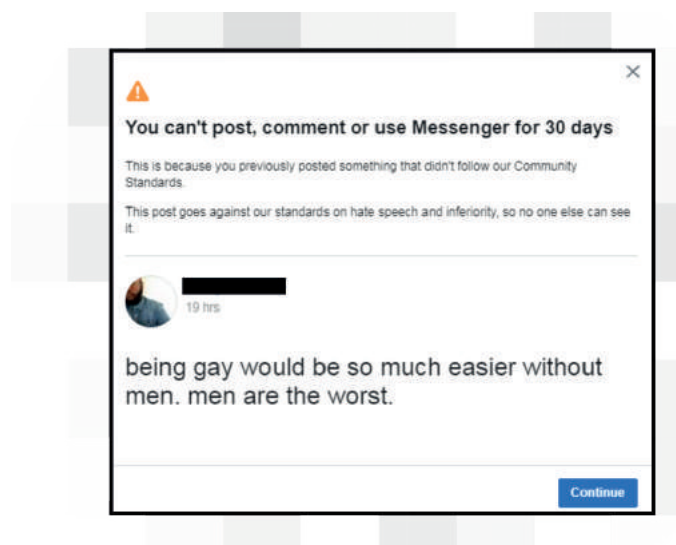 You can't post, comment or use Messenger for 30 days
This is because you previously posted something that didn't follow our Community
Standards.
This post goes against our standards on hate speech and inferiority, so no one else can see
it.
19 hrs
being gay would be so much easier without
men. men are the worst.
Continue